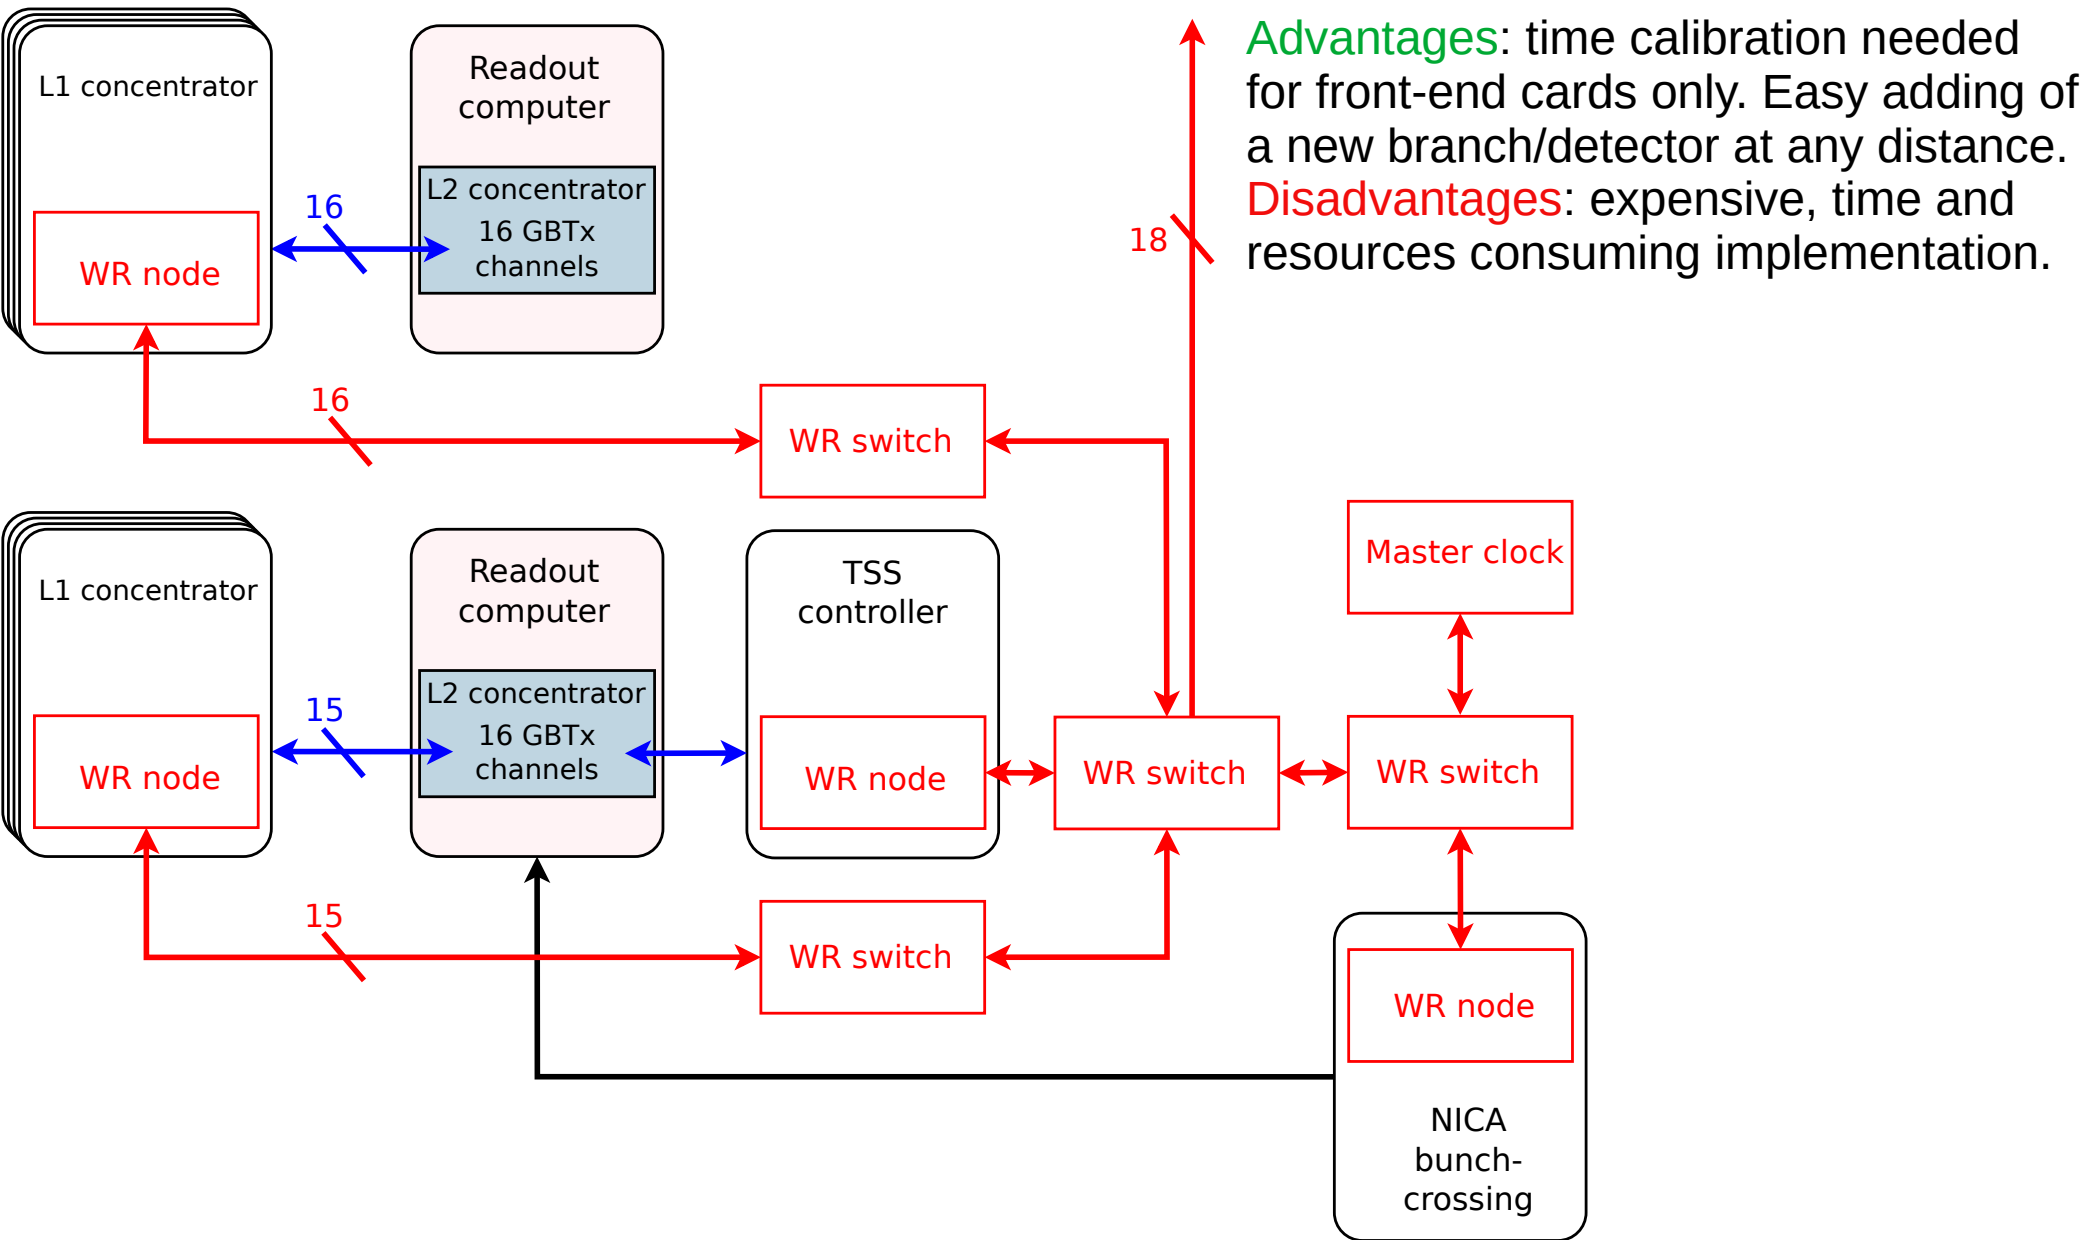 L1 concentrator
WR node
16
Readout
computer
L2 concentrator
16 GBTx
channels
18
Advantages: time calibration needed
for front-end cards only. Easy adding of
a new branch/detector at any distance.
Disadvantages: expensive, time and
resources consuming implementation.
16
WR switch
L1 concentrator
WR node
15
Readout
computer
L2 concentrator
16 GBTx
channels
TSS
controller
WR node
WR switch
Master clock
WR switch
15
WR switch
WR node
NICA
bunch-
crossing